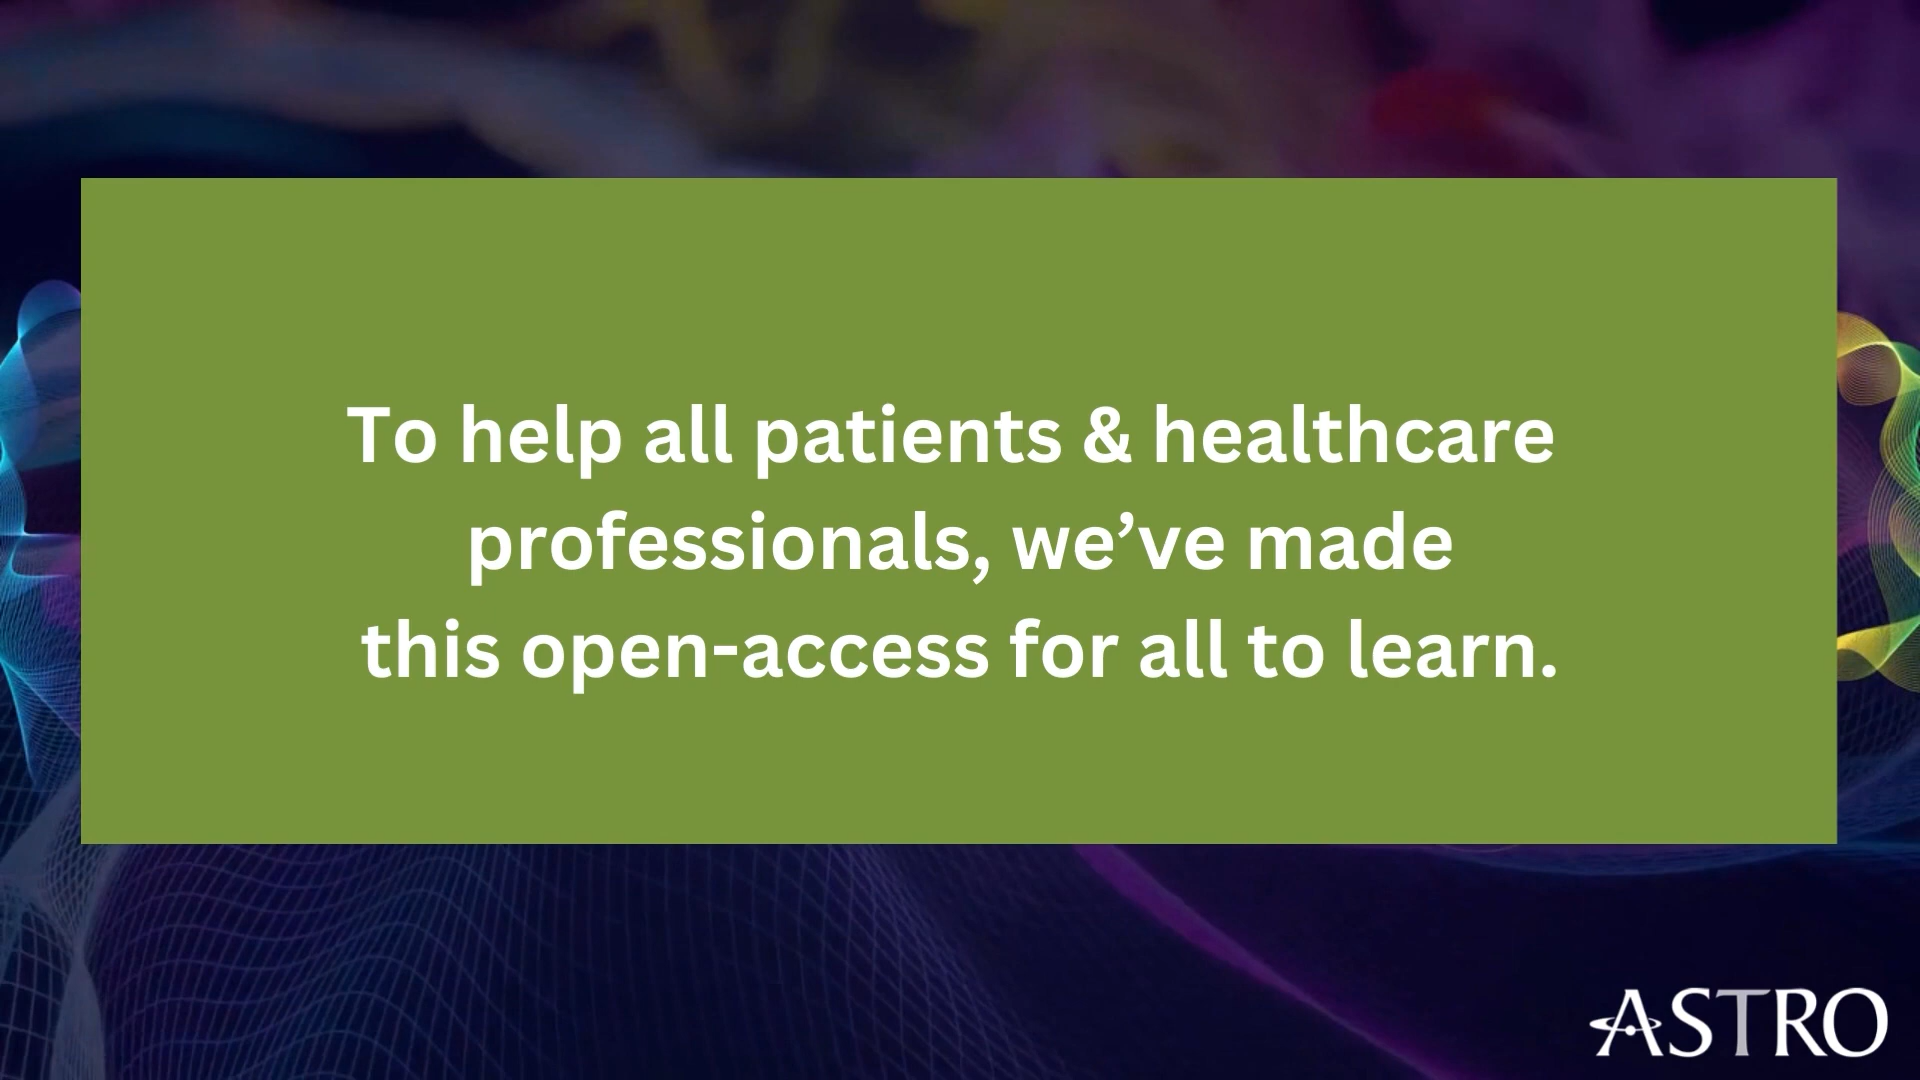 To help all patients & healthcare
professionals, we’ve made
this open-access for all to learn.
ASTRO